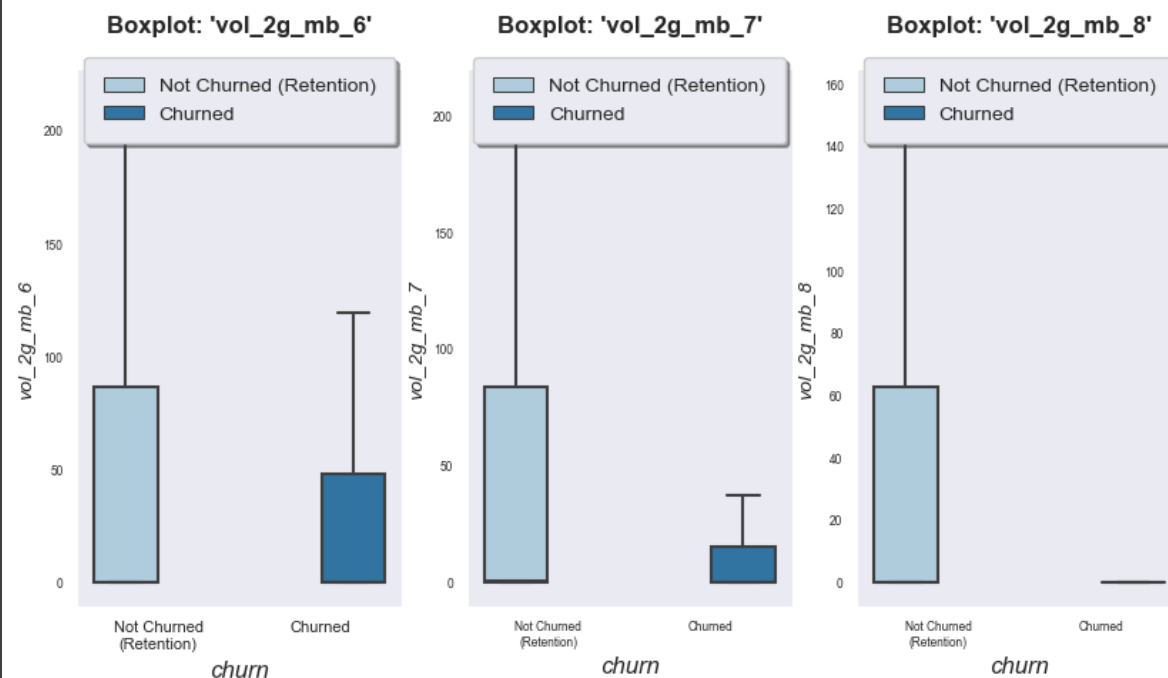 Boxplot: 'vol_2g_mb_6'
Not Churned (Retention)
Churned
200
150
100
50
0
vol_2g_mb_6
Not Churned
(Retention)
Churned
churn
Boxplot: 'vol_2g_mb_7'
Not Churned (Retention)
Churned
200
150
100
50
0
vol_2g_mb_7
Not Churned
(Retention)
Churned
churn
Boxplot: 'vol_2g_mb_8'
Not Churned (Retention)
Churned
160
140
120
100
80
60
40
20
0
vol_2g_mb_8
Not Churned
(Retention)
Churned
churn